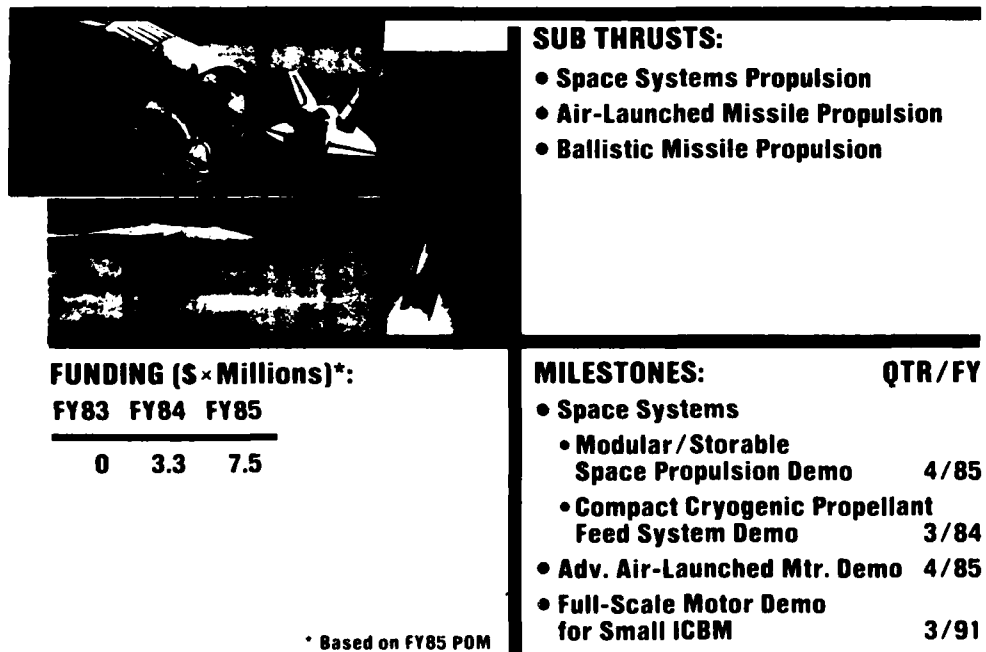 SUB THRUSTS:
• Space Systems Propulsion
• Air-Launched Missile Propulsion
• Ballistic Missile Propulsion
FUNDING ($ × Millions)*:
FY83 FY84 FY85
0 3.3 7.5
* Based on FY85 POM
MILESTONES: QTR/FY
• Space Systems
• Modular/Storable
Space Propulsion Demo 4/85
• Compact Cryogenic Propellant
Feed System Demo 3/84
• Adv. Air-Launched Mtr. Demo 4/85
• Full-Scale Motor Demo
for Small ICBM 3/91